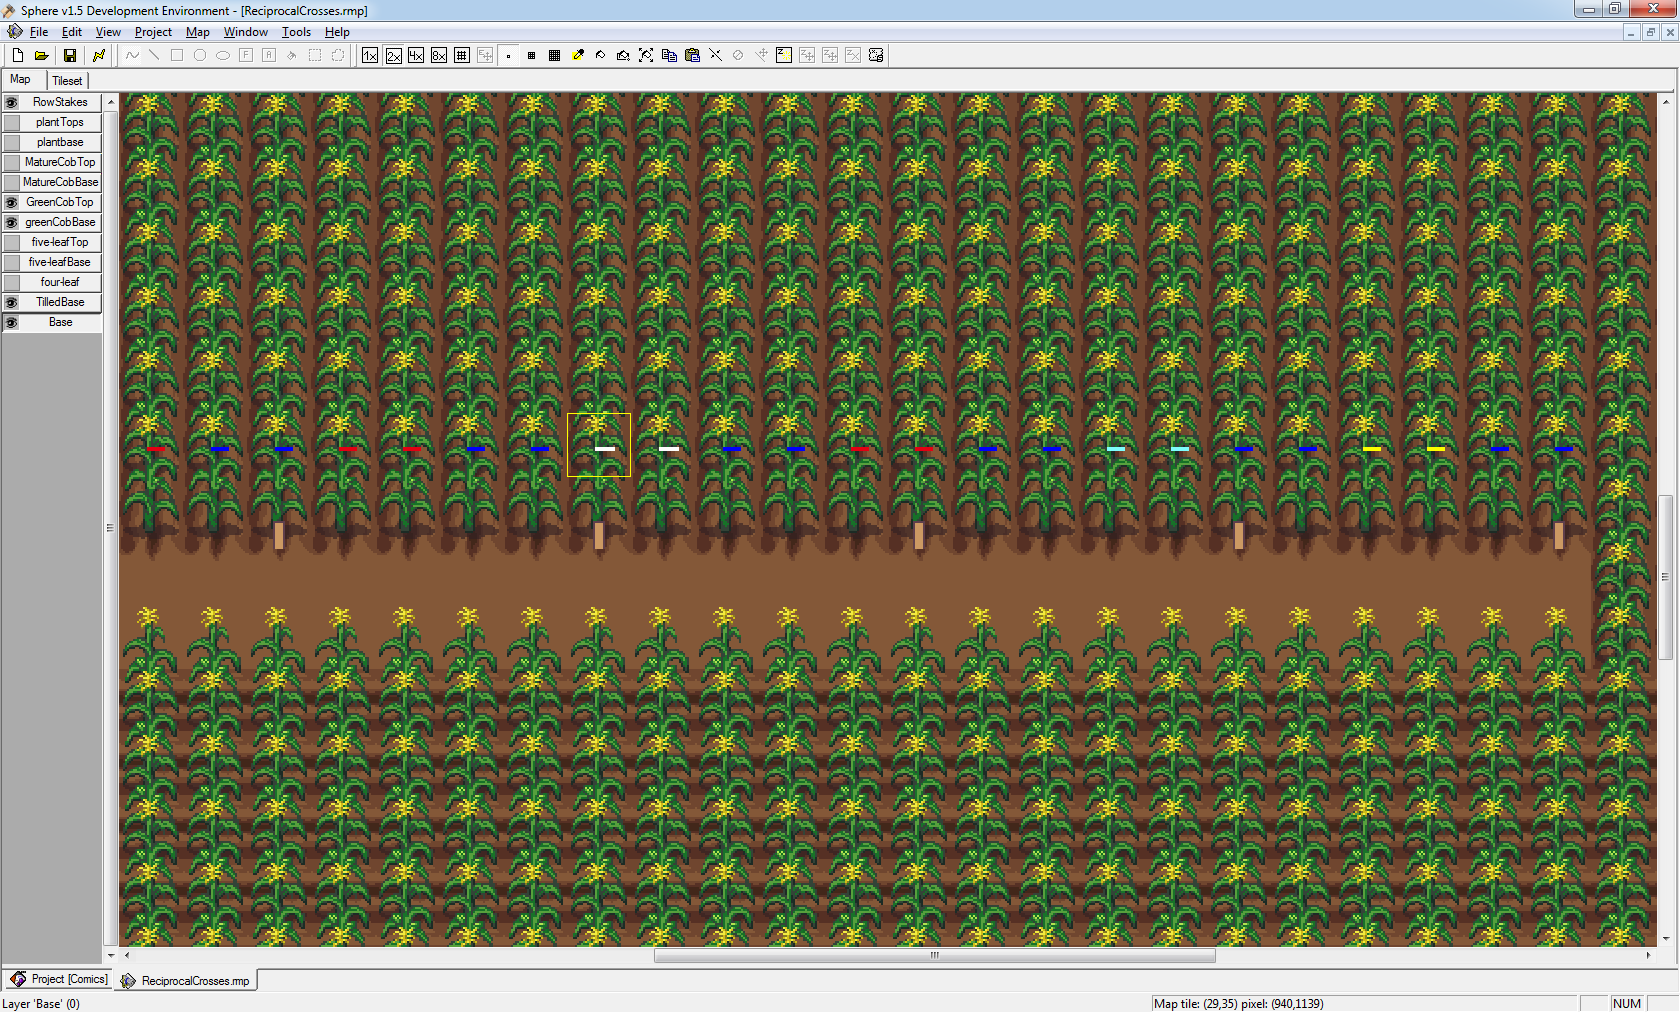 Sphere v1.5 Development Environment - [ReciprocalCrosses.rmp]
File Edit View Project Map Window Tools Help
F A 1x 2x 4x 8x
Map Tileset
RowStakes
plantTops
plantbase
MatureCobTop
MatureCobBase
GreenCobTop
greenCobBase
five-leafTop
five-leafBase
four-leaf
TilledBase
Base
Project [Comics] ReciprocalCrosses.rmp
Layer 'Base' (0) Map tile: (29,35) pixel: (940,1139) NUM